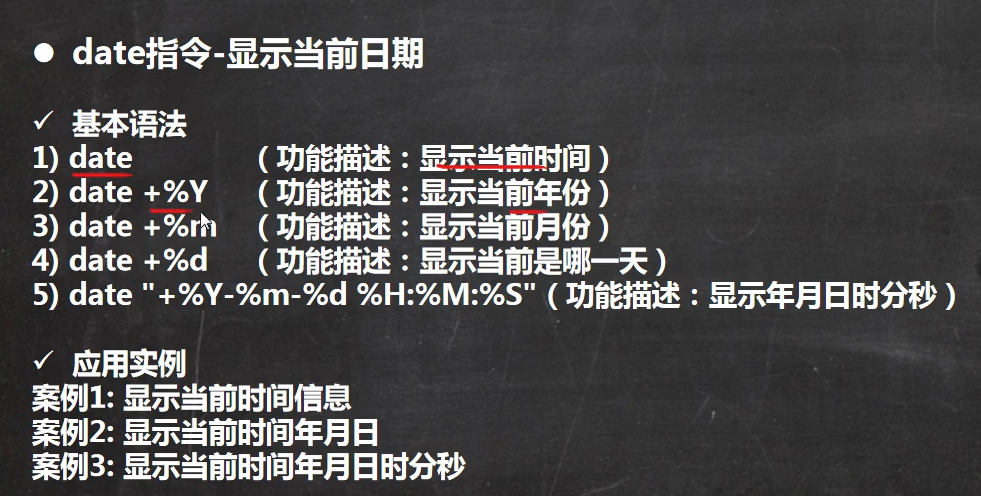 ● date指令-显示当前日期
✓ 基本语法
1) date （功能描述：显示当前时间）
2) date +%Y （功能描述：显示当前年份）
3) date +%m （功能描述：显示当前月份）
4) date +%d （功能描述：显示当前是哪一天）
5) date "+%Y-%m-%d %H:%M:%S"（功能描述：显示年月日时分秒）
✓ 应用实例
案例1: 显示当前时间信息
案例2: 显示当前时间年月日
案例3: 显示当前时间年月日时分秒